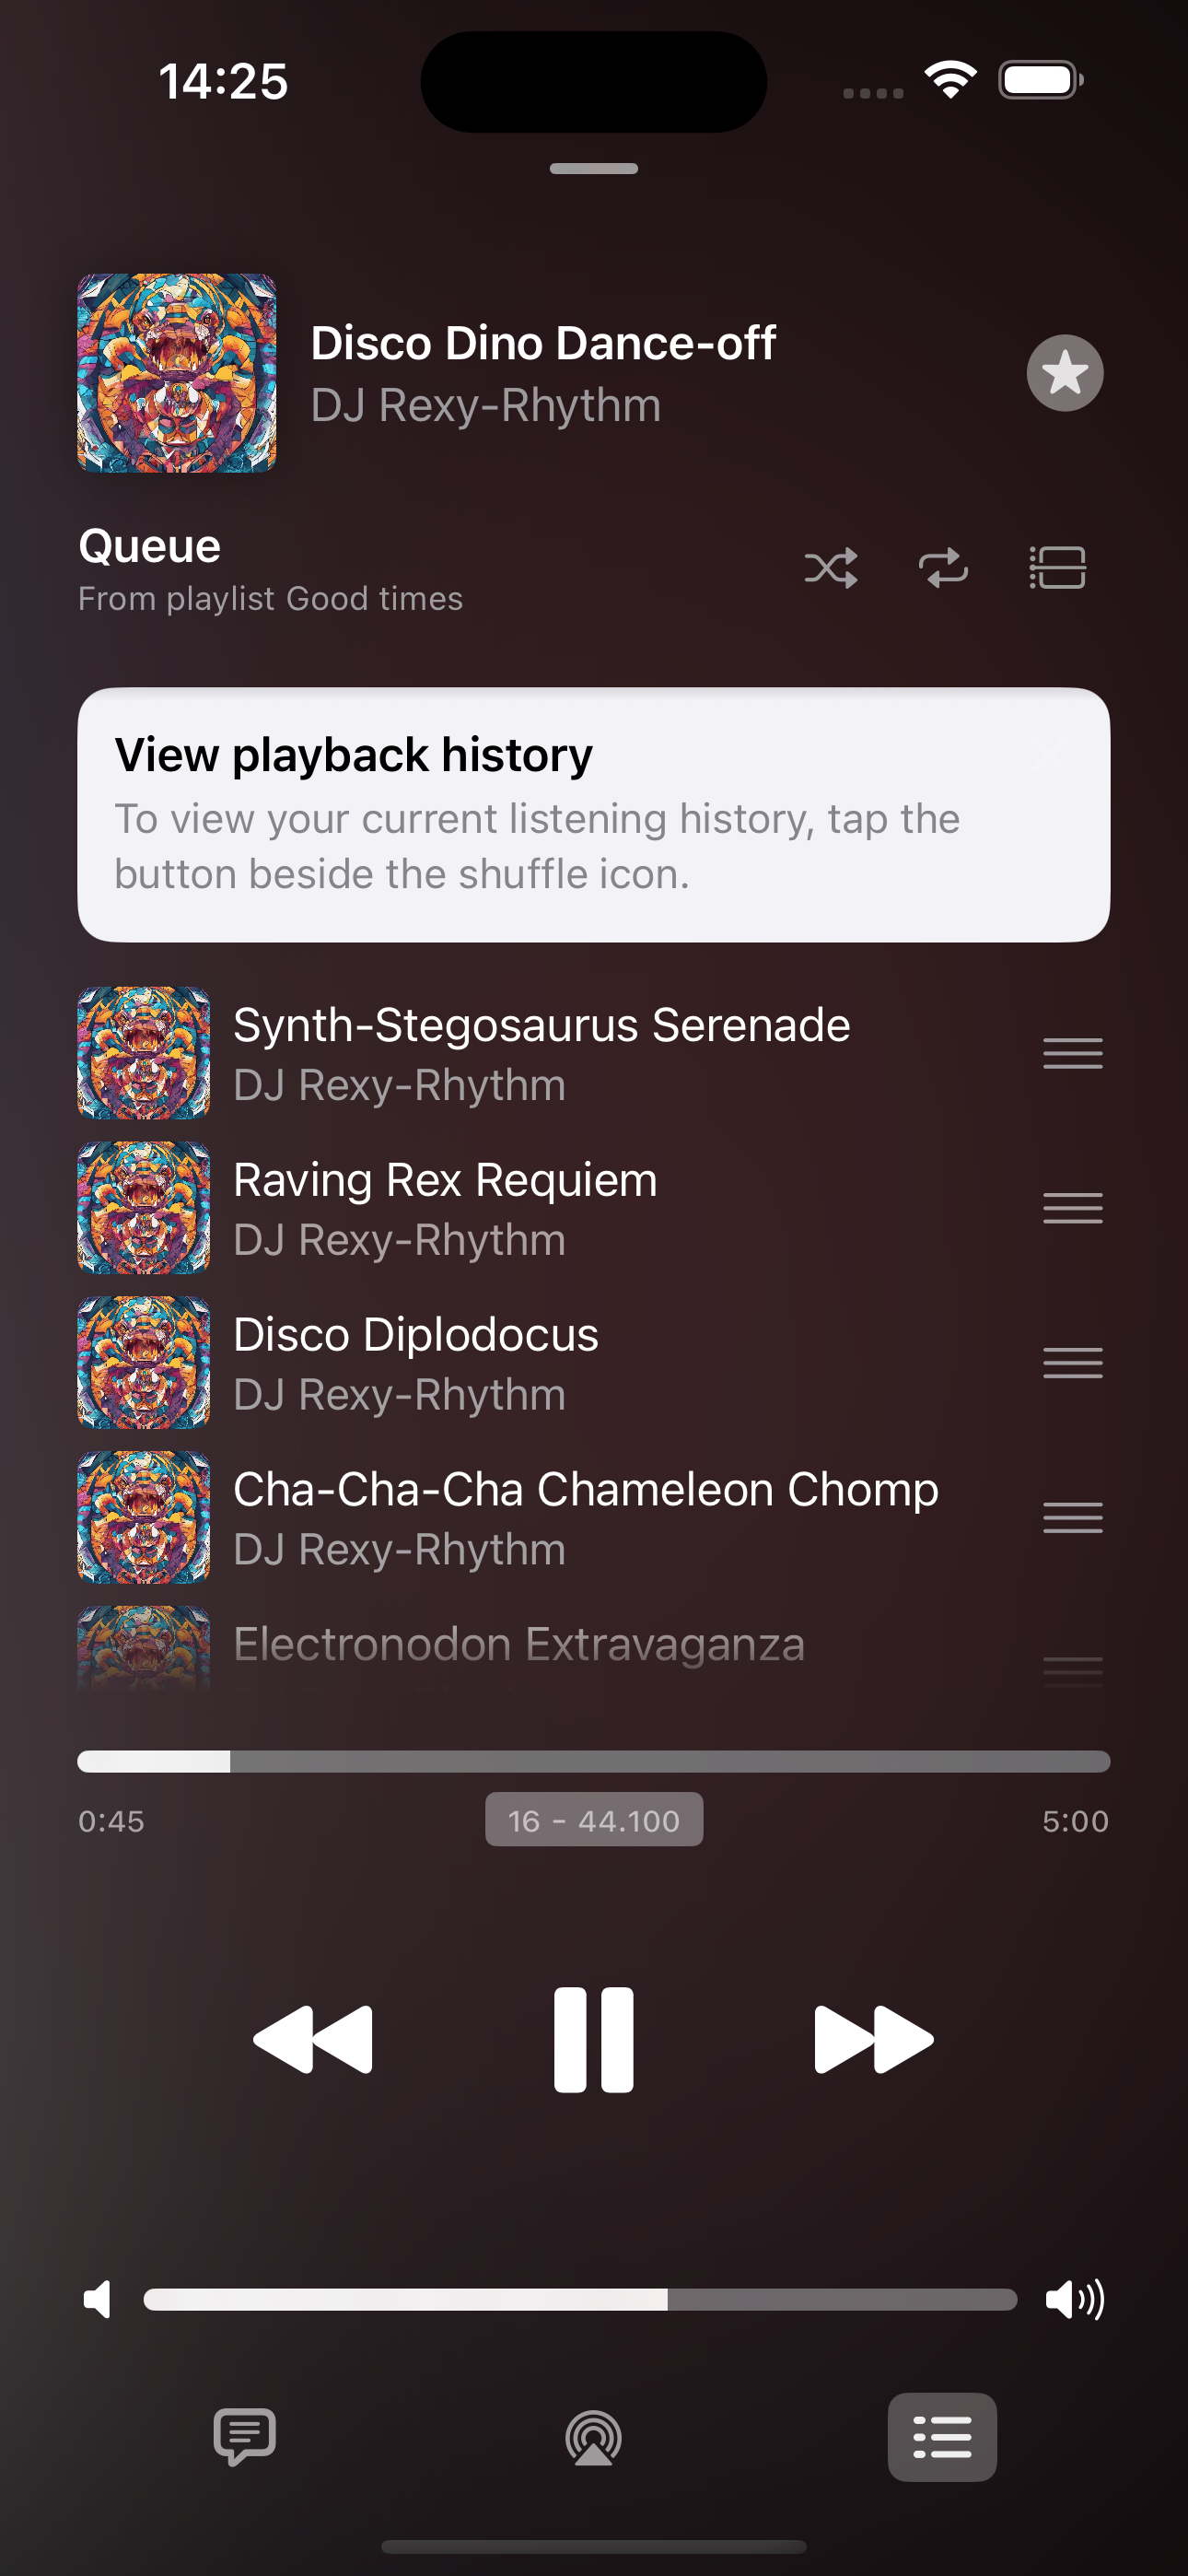 14:25
Disco Dino Dance-off
DJ Rexy-Rhythm
Queue
From playlist Good times
View playback history
To view your current listening history, tap the
button beside the shuffle icon.
Synth-Stegosaurus Serenade
DJ Rexy-Rhythm
Raving Rex Requiem
DJ Rexy-Rhythm
Disco Diplodocus
DJ Rexy-Rhythm
Cha-Cha-Cha Chameleon Chomp
DJ Rexy-Rhythm
Electronodon Extravaganza
0:45
16 - 44.100
5:00